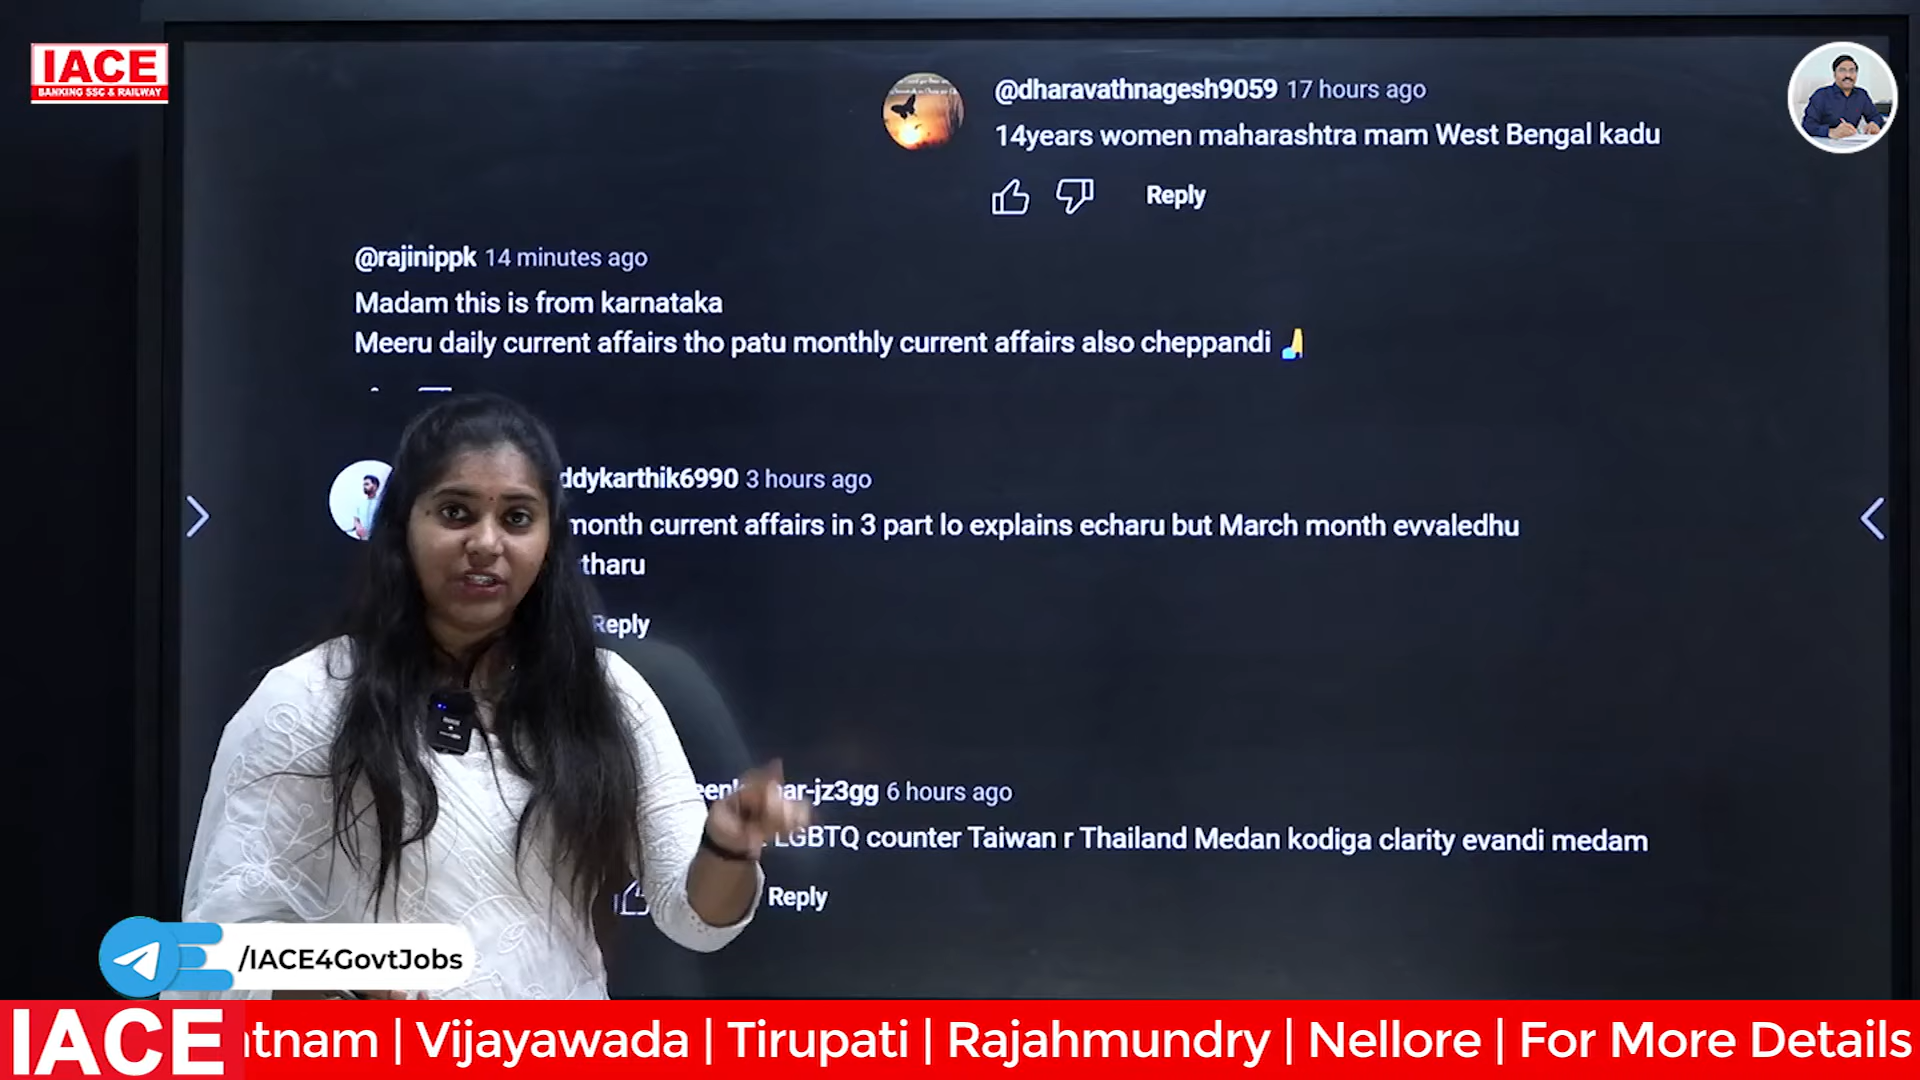 IACE
BANKING SSC & RAILWAY
@dharavathnagesh9059 17 hours ago
14years women maharashtra mam West Bengal kadu
Reply
@rajinippk 14 minutes ago
Madam this is from karnataka
Meeru daily current affairs tho patu monthly current affairs also cheppandi
ddykarthik6990 3 hours ago
month current affairs in 3 part lo explains echaru but March month evvaledhu
tharu
Reply
ar-jz3gg 6 hours ago
LGBTQ counter Taiwan r Thailand Medan kodiga clarity evandi medam
Reply
/IACE4GovtJobs
IACE
tnam | Vijayawada | Tirupati | Rajahmundry | Nellore | For More Details